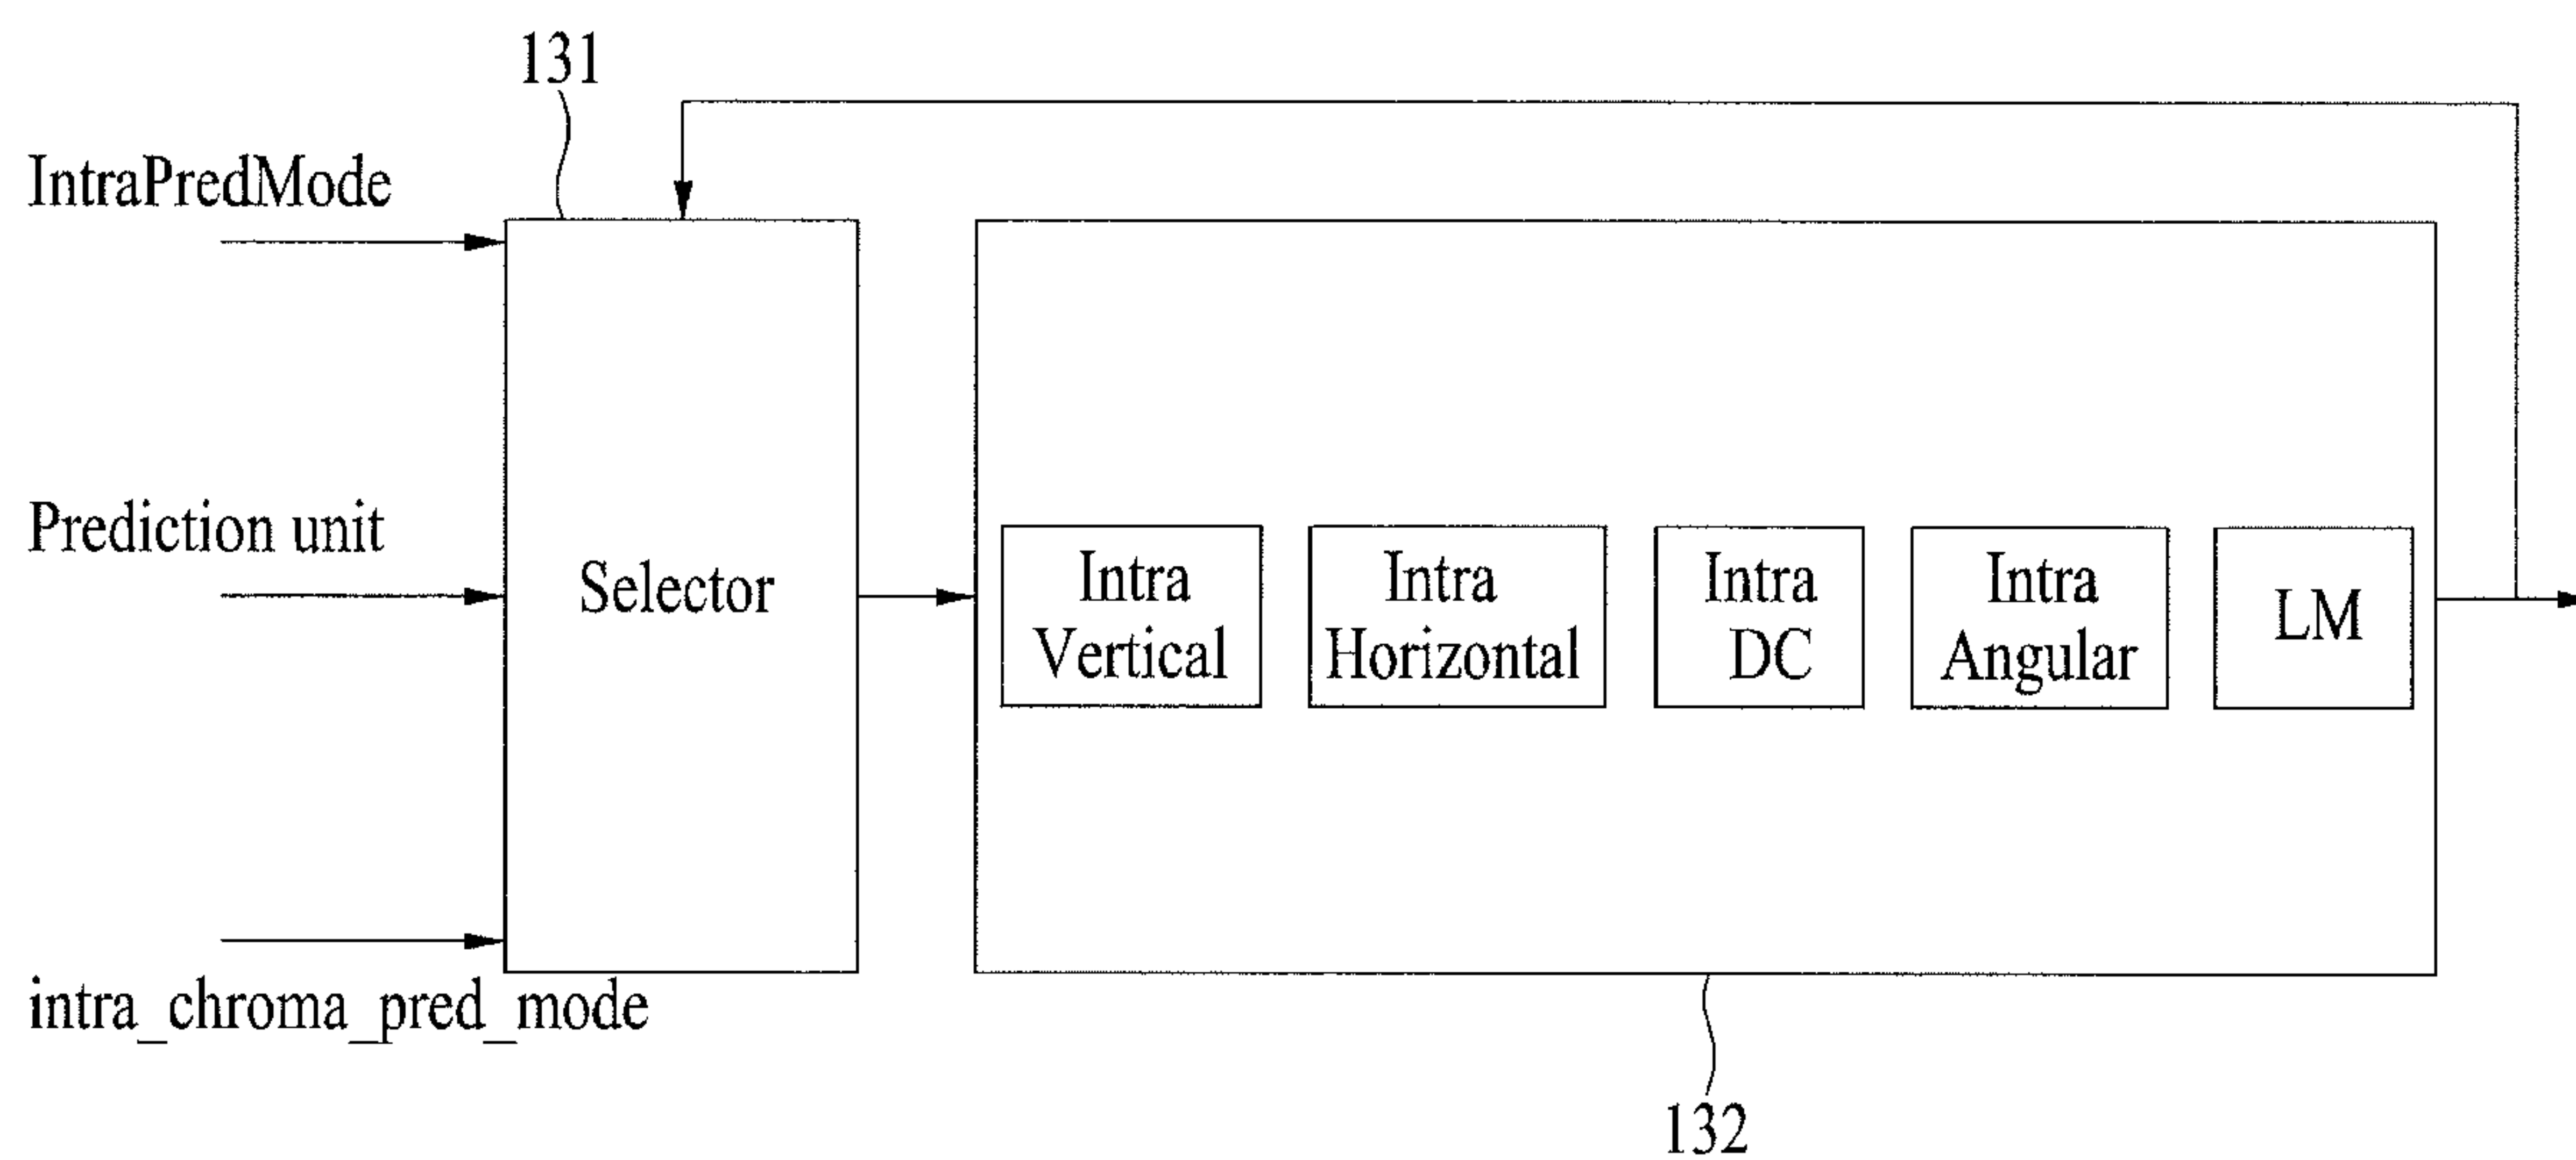 131
IntraPredMode
Prediction unit
Selector
Intra
Vertical
Intra
Horizontal
Intra
DC
Intra
Angular
LM
intra_chroma_pred_mode
132